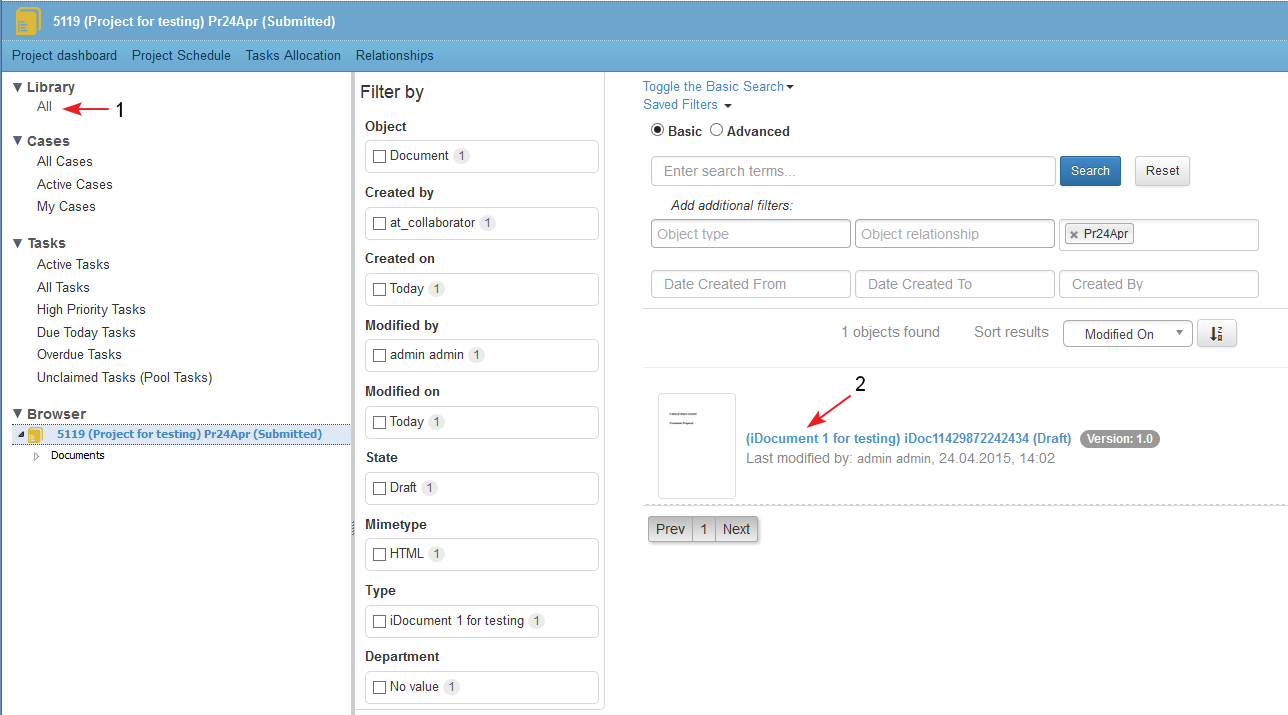 5119 (Project for testing) Pr24Apr (Submitted)
Project dashboard Project Schedule Tasks Allocation Relationships
Library
All
1
Cases
All Cases
Active Cases
My Cases
Tasks
Active Tasks
All Tasks
High Priority Tasks
Due Today Tasks
Overdue Tasks
Unclaimed Tasks (Pool Tasks)
Browser
5119 (Project for testing) Pr24Apr (Submitted)
Documents
Filter by
Object
Document 1
Created by
at_collaborator 1
Created on
Today 1
Modified by
admin admin 1
Modified on
Today 1
State
Draft 1
Mimetype
HTML 1
Type
iDocument 1 for testing 1
Department
No value 1
Toggle the Basic Search
Saved Filters
Basic Advanced
Enter search terms... Search Reset
Add additional filters:
Object type Object relationship × Pr24Apr
Date Created From Date Created To Created By
1 objects found Sort results Modified On
2
(iDocument 1 for testing) iDoc11429872242434 (Draft) Version: 1.0
Last modified by: admin admin, 24.04.2015, 14:02
Prev 1 Next